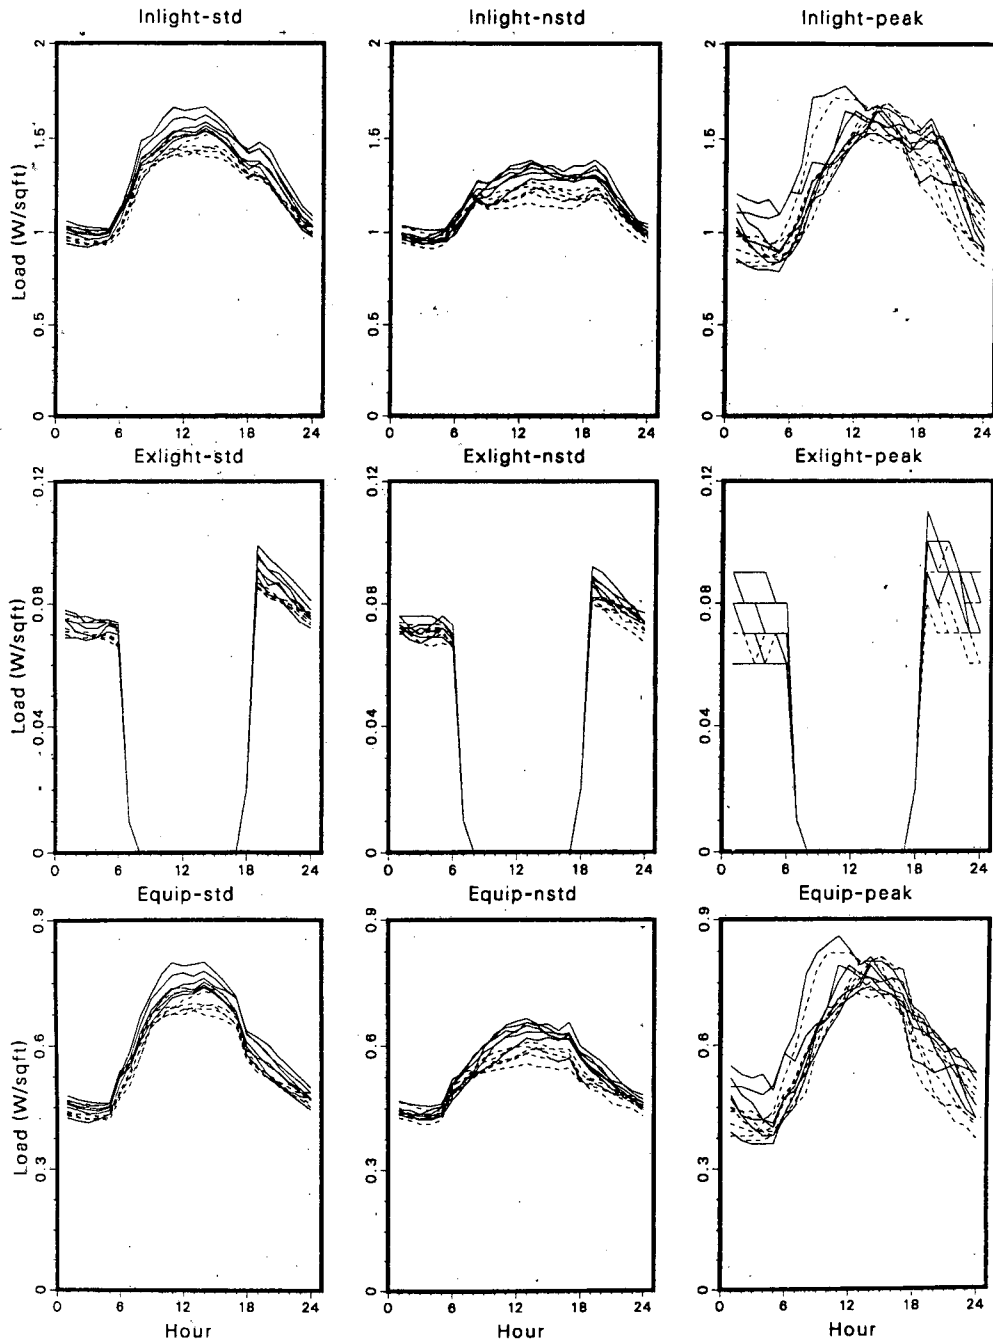 Inlight-std Inlight-nstd Inlight-peak
Load (W/sqft)
2 1.5 1 0.5 0
2 1.5 1 0.5 0
2 1.5 1 0.5 0
0 6 12 18 24
0 6 12 18 24
0 6 12 18 24
Exlight-std Exlight-nstd Exlight-peak
Load (W/sqft)
0.12 0.08 0.04 0
0.12 0.08 0.04 0
0.12 0.08 0.04 0
0 6 12 18 24
0 6 12 18 24
0 6 12 18 24
Equip-std Equip-nstd Equip-peak
Load (W/sqft)
0.9 0.6 0.3 0
0.9 0.6 0.3 0
0.9 0.6 0.3 0
0 6 12 18 24
0 6 12 18 24
0 6 12 18 24
Hour Hour Hour